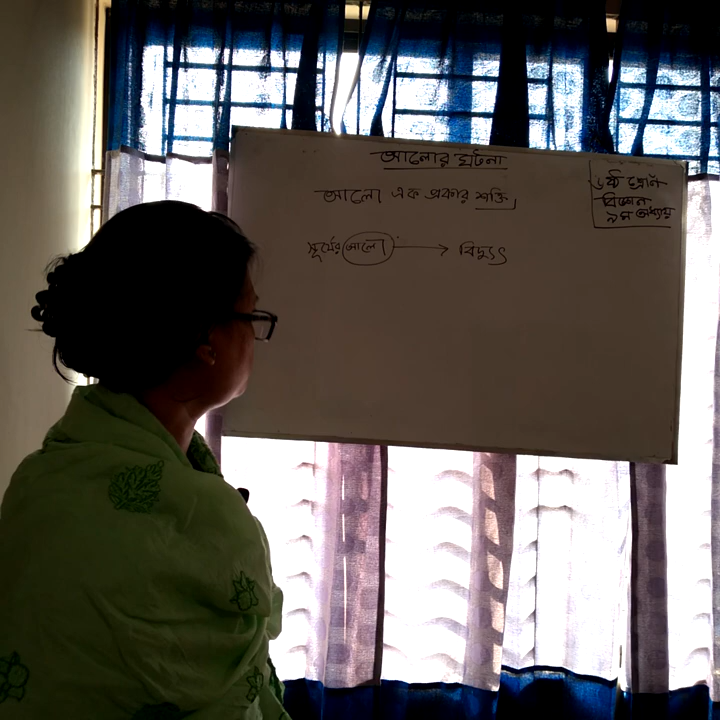 আলোর ঘটনা
আলো এক প্রকার শক্তি
সূর্যের আলো → বিদ্যুৎ
৬ষ্ঠ শ্রেণি
বিজ্ঞান
৯ম অধ্যায়